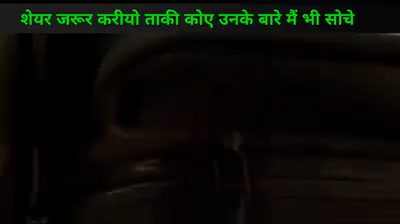 शेयर जरूर करीयो ताकी कोए उनके बारे मैं भी सोचे